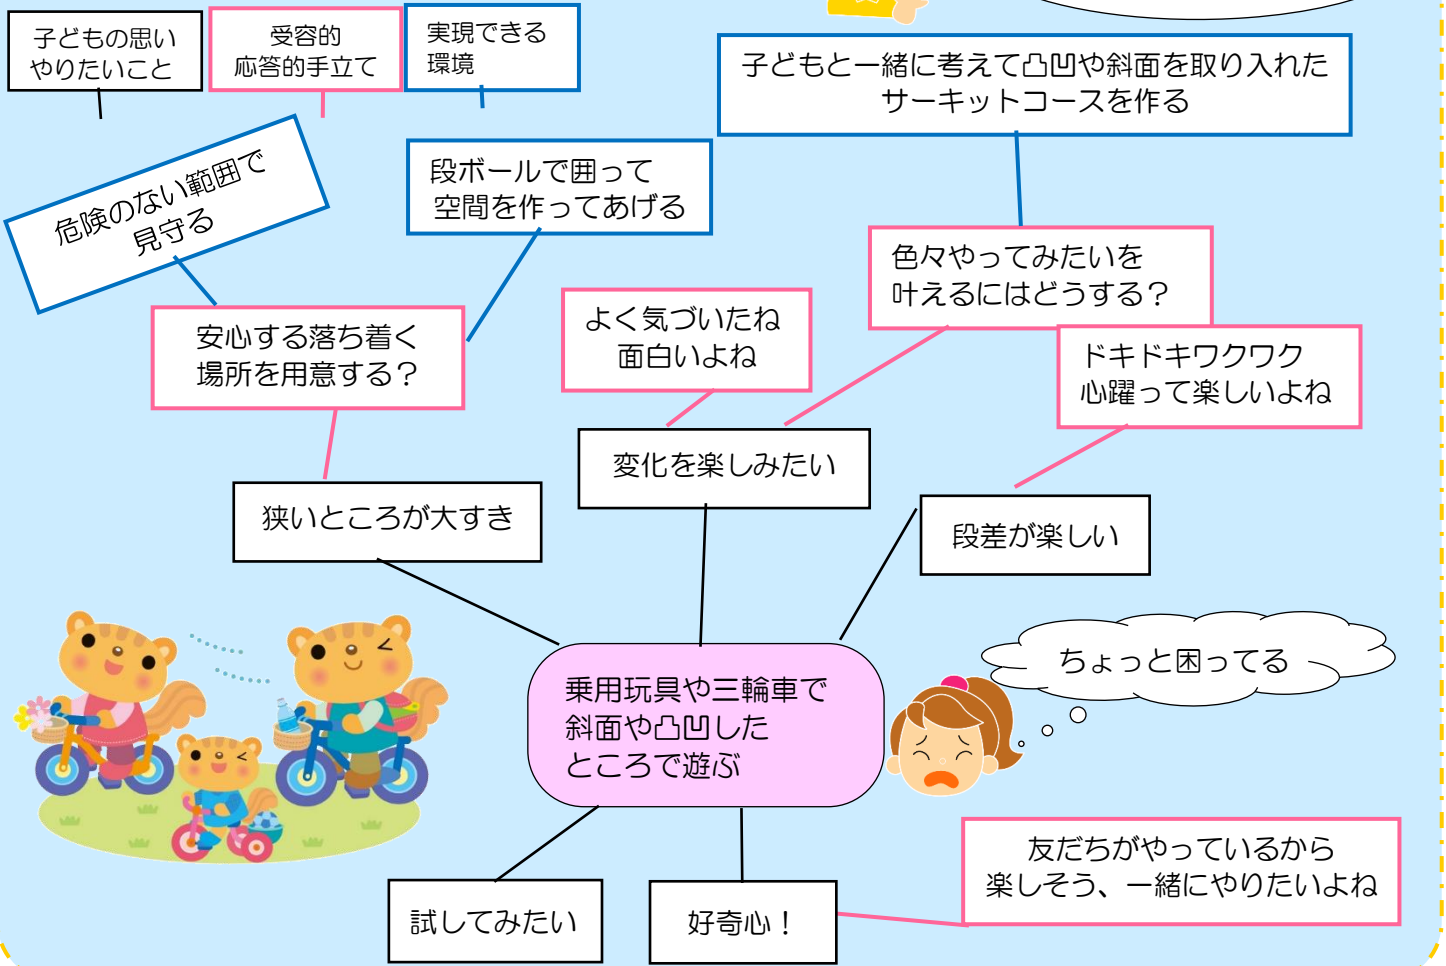 子どもの思い
やりたいこと
受容的
応答的手立て
実現できる
環境
子どもと一緒に考えて凸凹や斜面を取り入れた
サーキットコースを作る
危険のない範囲で
見守る
段ボールで囲って
空間を作ってあげる
色々やってみたいを
叶えるにはどうする？
安心する落ち着く
場所を用意する？
よく気づいたね
面白いよね
ドキドキワクワク
心躍って楽しいよね
変化を楽しみたい
狭いところが大すき
段差が楽しい
乗用玩具や三輪車で
斜面や凸凹した
ところで遊ぶ
ちょっと困ってる
友だちがやっているから
楽しそう、一緒にやりたいよね
試してみたい
好奇心！